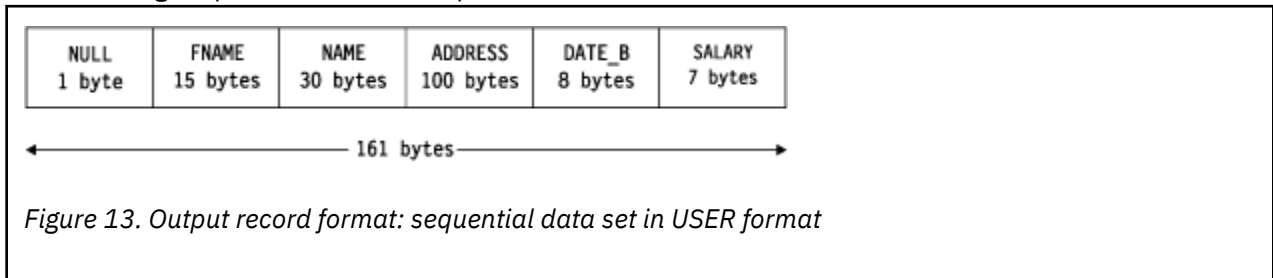 NULL FNAME NAME ADDRESS DATE_B SALARY
1 byte 15 bytes 30 bytes 100 bytes 8 bytes 7 bytes
161 bytes
Figure 13. Output record format: sequential data set in USER format